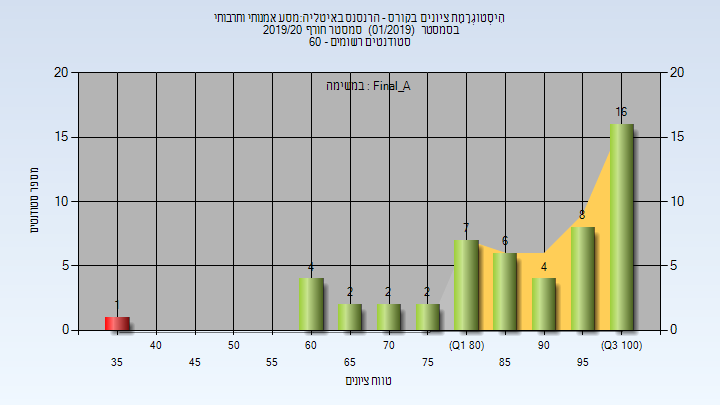 הִיסְטוגְרָמַת ציונים בקורס - הרנסנס באיטליה:מסע אמנותי ותרבותי
בסמסטר (01/2019) סמסטר חורף 2019/20
סטודנטים רשומים - 60
במשימה : Final_A
מספר סטודנטים
20 15 10 5 0
20 15 10 5 0
1 4 2 2 2 7 6 4 8 16
40 50 60 70 (Q1 80) 90 (Q3 100)
35 45 55 65 75 85 95
טווח ציונים